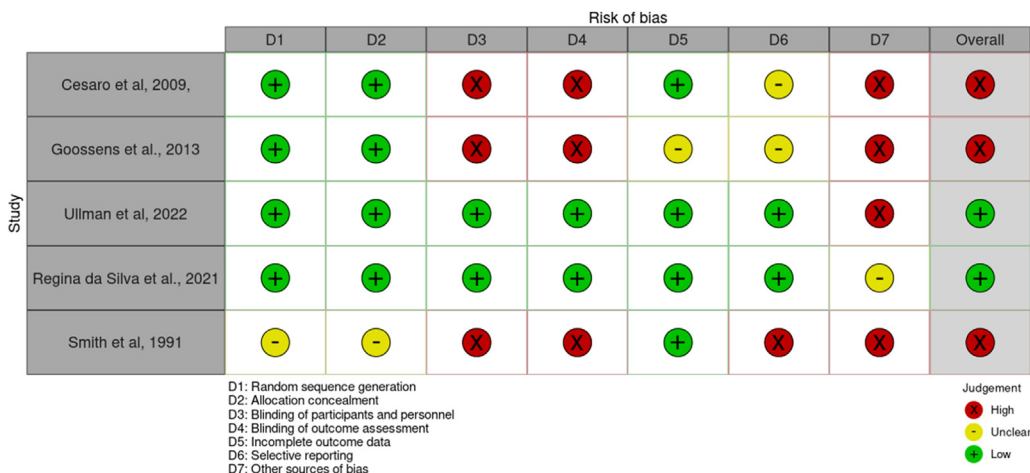 Risk of bias
D1 D2 D3 D4 D5 D6 D7 Overall
Study
Cesaro et al, 2009, + + X X + - X X
Goossens et al., 2013 + + X X - - X X
Ullman et al, 2022 + + + + + + X +
Regina da Silva et al., 2021 + + + + + + - +
Smith et al, 1991 - - X X + X X X
D1: Random sequence generation
D2: Allocation concealment
D3: Blinding of participants and personnel
D4: Blinding of outcome assessment
D5: Incomplete outcome data
D6: Selective reporting
D7: Other sources of bias
Judgement
X High
- Unclear
+ Low